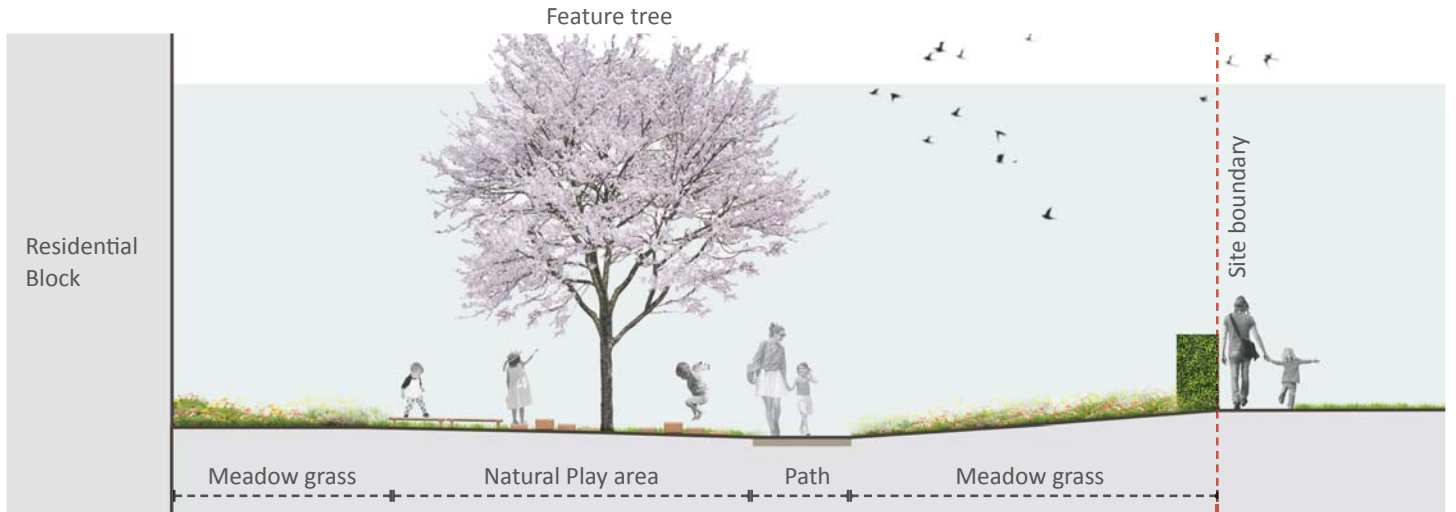 Feature tree
Residential
Block
Site boundary
Meadow grass
Natural Play area
Path
Meadow grass